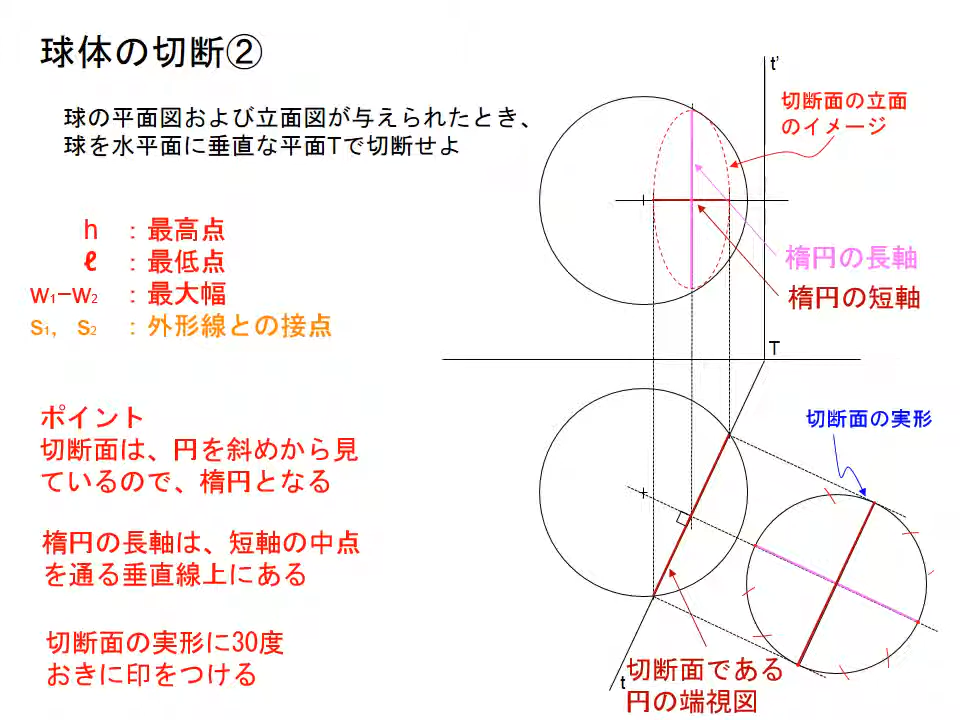 球体の切断②
球の平面図および立面図が与えられたとき、
球を水平面に垂直な平面Tで切断せよ
h ：最高点
ℓ ：最低点
w₁−w₂ ：最大幅
s₁， s₂ ：外形線との接点
ポイント
切断面は、円を斜めから見
ているので、楕円となる
楕円の長軸は、短軸の中点
を通る垂直線上にある
切断面の実形に30度
おきに印をつける
t’
切断面の立面
のイメージ
楕円の長軸
楕円の短軸
T
切断面の実形
切断面である
円の端視図
t